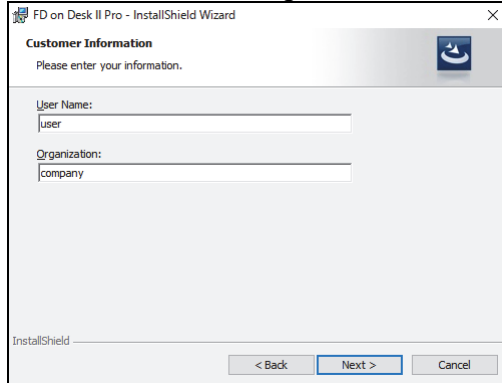 FD on Desk II Pro - InstallShield Wizard
Customer Information
Please enter your information.
User Name:
user
Organization:
company
InstallShield
< Back Next > Cancel